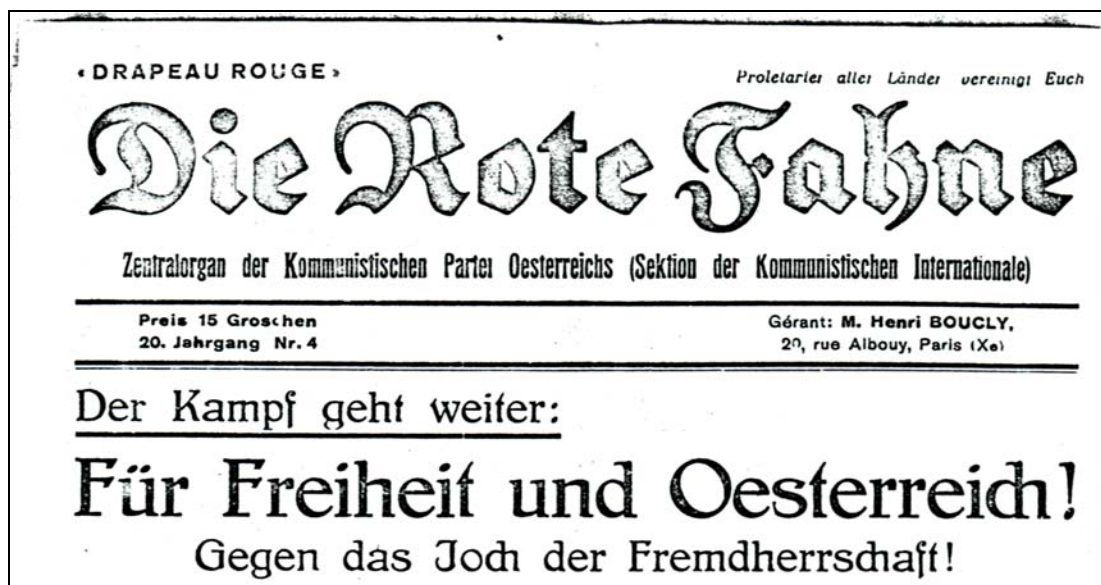 « DRAPEAU ROUGE »
Proletarier aller Länder vereinigt Euch
Die Rote Fahne
Zentralorgan der Kommunistischen Partei Oesterreichs (Sektion der Kommunistischen Internationale)
Preis 15 Groschen
20. Jahrgang Nr. 4
Gérant: M. Henri BOUCLY,
20, rue Albouy, Paris (Xe)
Der Kampf geht weiter:
Für Freiheit und Oesterreich!
Gegen das Joch der Fremdherrschaft!